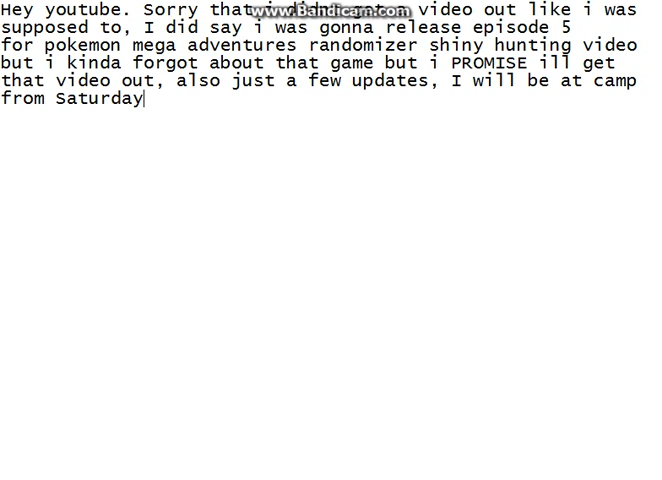 www.Bandicam.com
Hey youtube. Sorry that i didnt get a video out like i was
supposed to, I did say i was gonna release episode 5
for pokemon mega adventures randomizer shiny hunting video
but i kinda forgot about that game but i PROMISE ill get
that video out, also just a few updates, I will be at camp
from Saturday